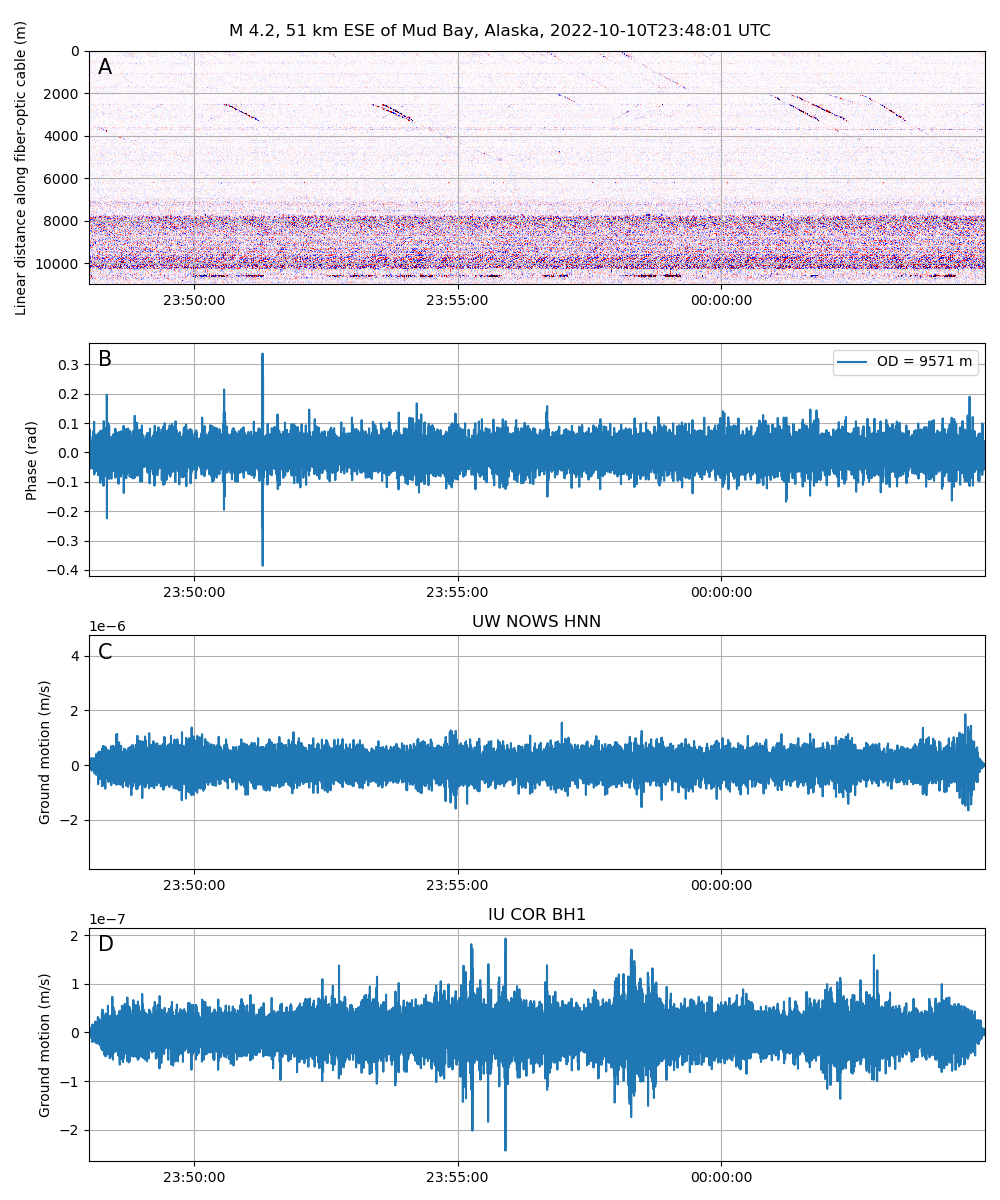 M 4.2, 51 km ESE of Mud Bay, Alaska, 2022-10-10T23:48:01 UTC
A
Linear distance along fiber-optic cable (m)
0
2000
4000
6000
8000
10000
23:50:00 23:55:00 00:00:00
B
OD = 9571 m
Phase (rad)
0.3
0.2
0.1
0.0
−0.1
−0.2
−0.3
−0.4
23:50:00 23:55:00 00:00:00
UW NOWS HNN
1e−6
C
Ground motion (m/s)
4
2
0
−2
23:50:00 23:55:00 00:00:00
IU COR BH1
1e−7
D
Ground motion (m/s)
2
1
0
−1
−2
23:50:00 23:55:00 00:00:00